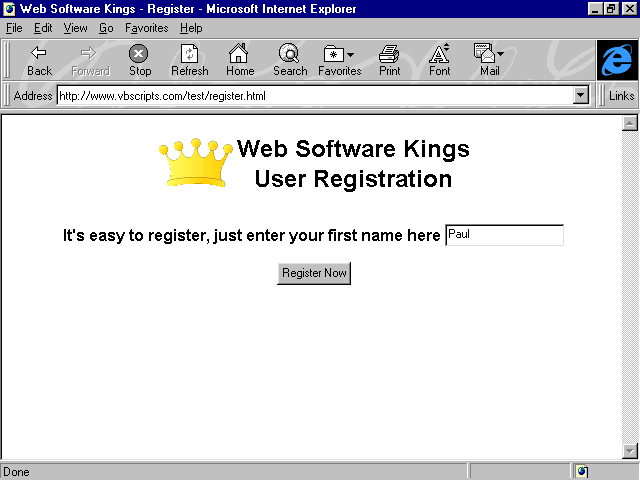 Web Software Kings - Register - Microsoft Internet Explorer
File Edit View Go Favorites Help
Back Forward Stop Refresh Home Search Favorites Print Font Mail
Address http://www.vbscripts.com/test/register.html Links
Web Software Kings
User Registration
It's easy to register, just enter your first name here Paul
Register Now
Done